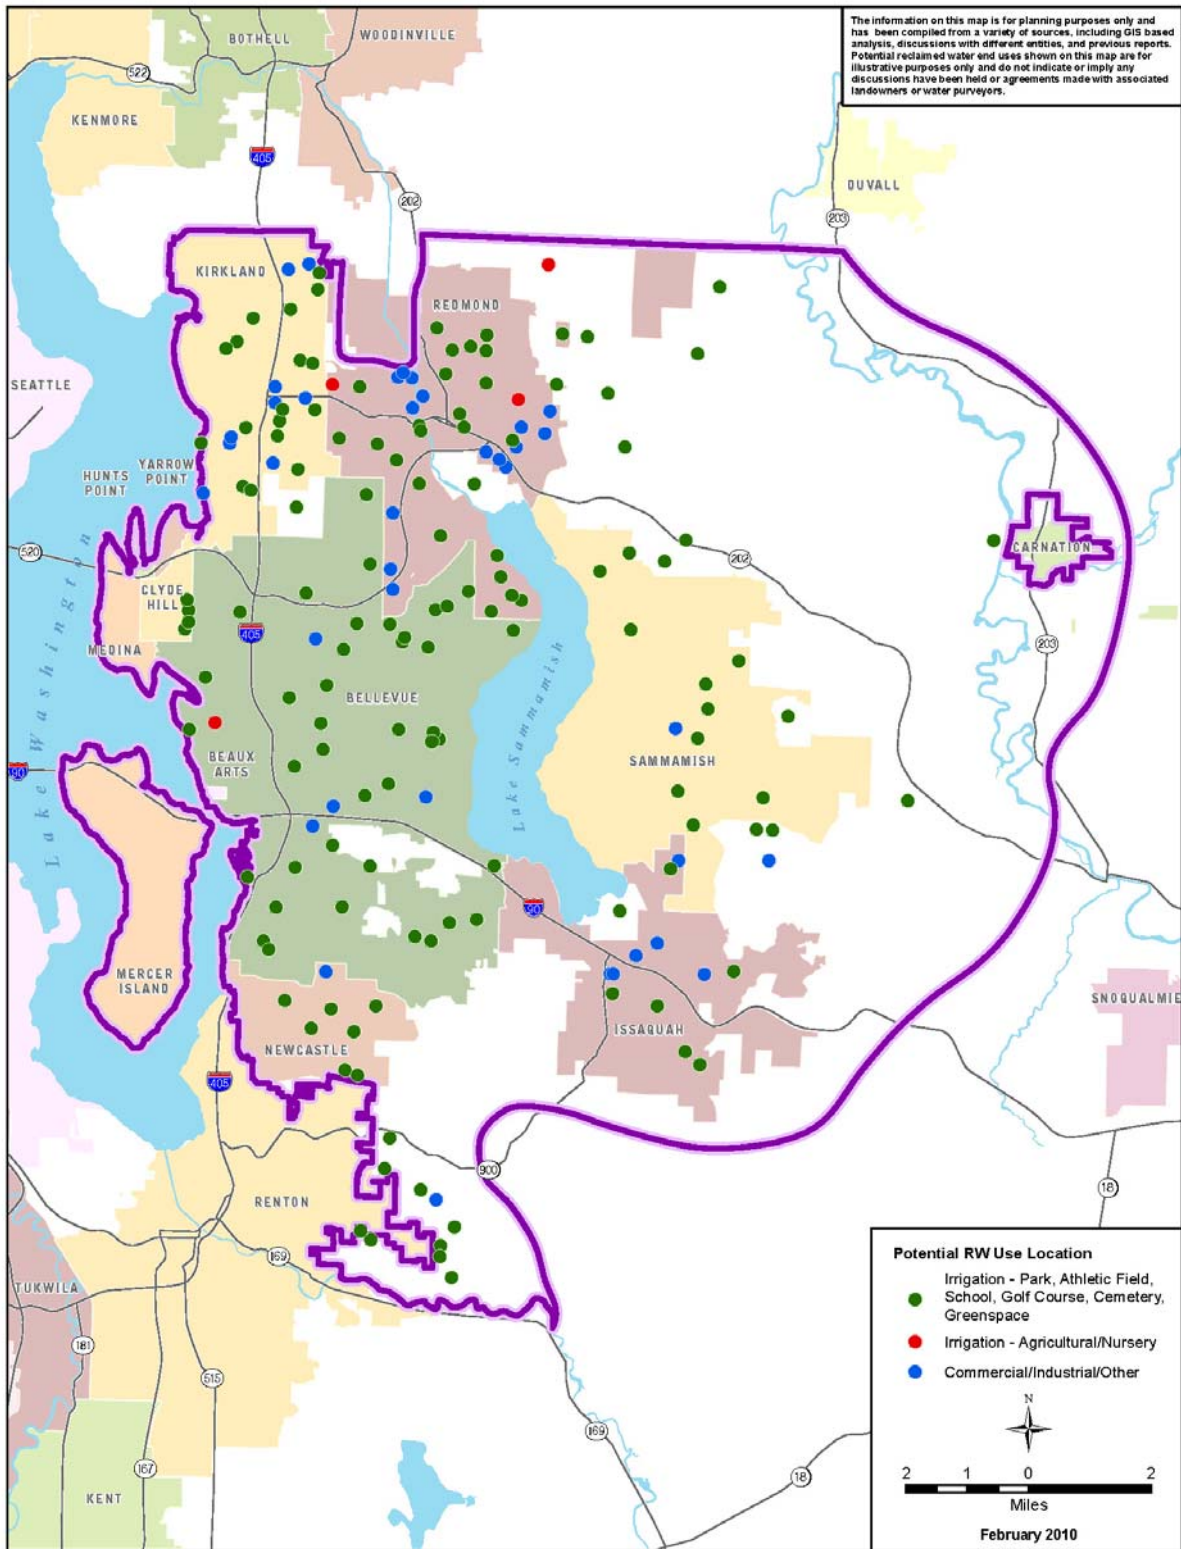 The information on this map is for planning purposes only and
has been compiled from a variety of sources, including GIS based
analysis, discussions with different entities, and previous reports.
Potential reclaimed water end uses shown on this map are for
illustrative purposes only and do not indicate or imply any
discussions have been held or agreements made with associated
landowners or water purveyors.
BOTHELL
WOODINVILLE
522
KENMORE
405
202
DUVALL
203
KIRKLAND
REDMOND
SEATTLE
YARROW
POINT
HUNTS
POINT
520
CARNATION
202
CLYDE
HILL
405
203
MEDINA
Lake Washington
BELLEVUE
Lake Sammamish
BEAUX
ARTS
SAMMAMISH
90
90
MERCER
ISLAND
SNOQUALMIE
ISSAQUAH
NEWCASTLE
405
900
18
RENTON
169
TUKWILA
181
515
169
167
18
KENT
Potential RW Use Location
Irrigation - Park, Athletic Field,
School, Golf Course, Cemetery,
Greenspace
Irrigation - Agricultural/Nursery
Commercial/Industrial/Other
N
2 1 0 2
Miles
February 2010